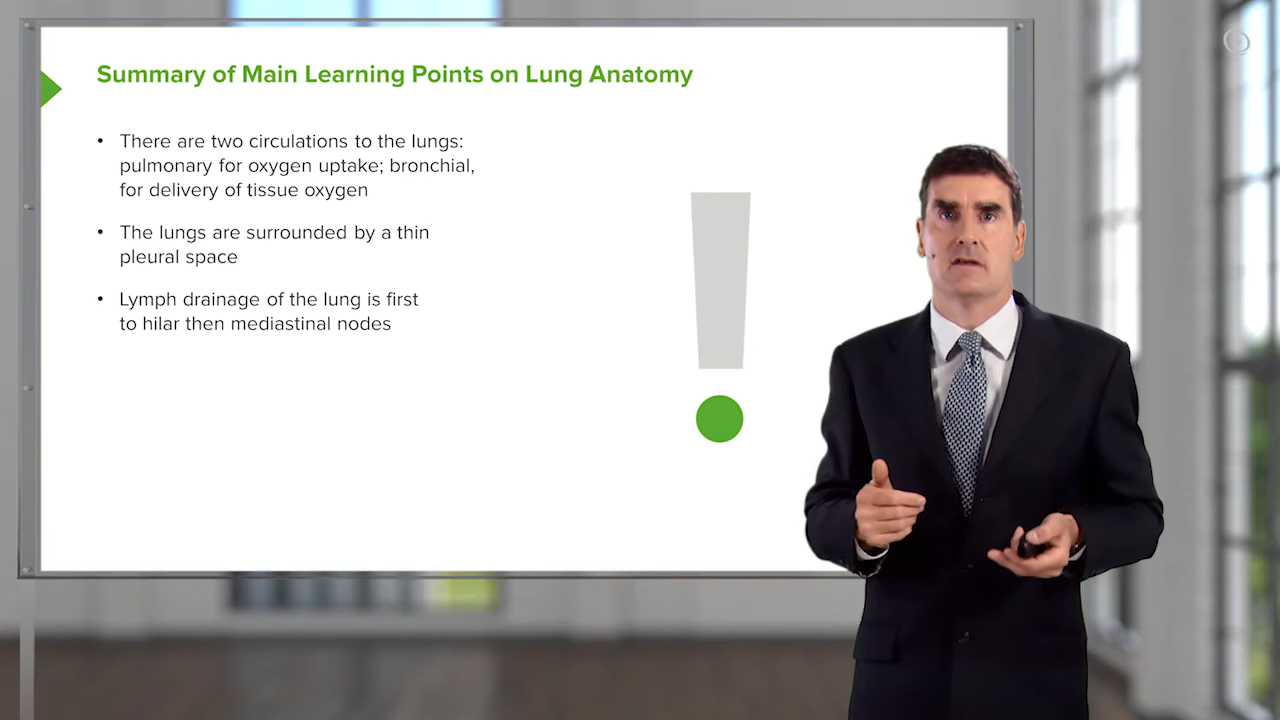 Summary of Main Learning Points on Lung Anatomy
• There are two circulations to the lungs:
pulmonary for oxygen uptake; bronchial,
for delivery of tissue oxygen
• The lungs are surrounded by a thin
pleural space
• Lymph drainage of the lung is first
to hilar then mediastinal nodes
!